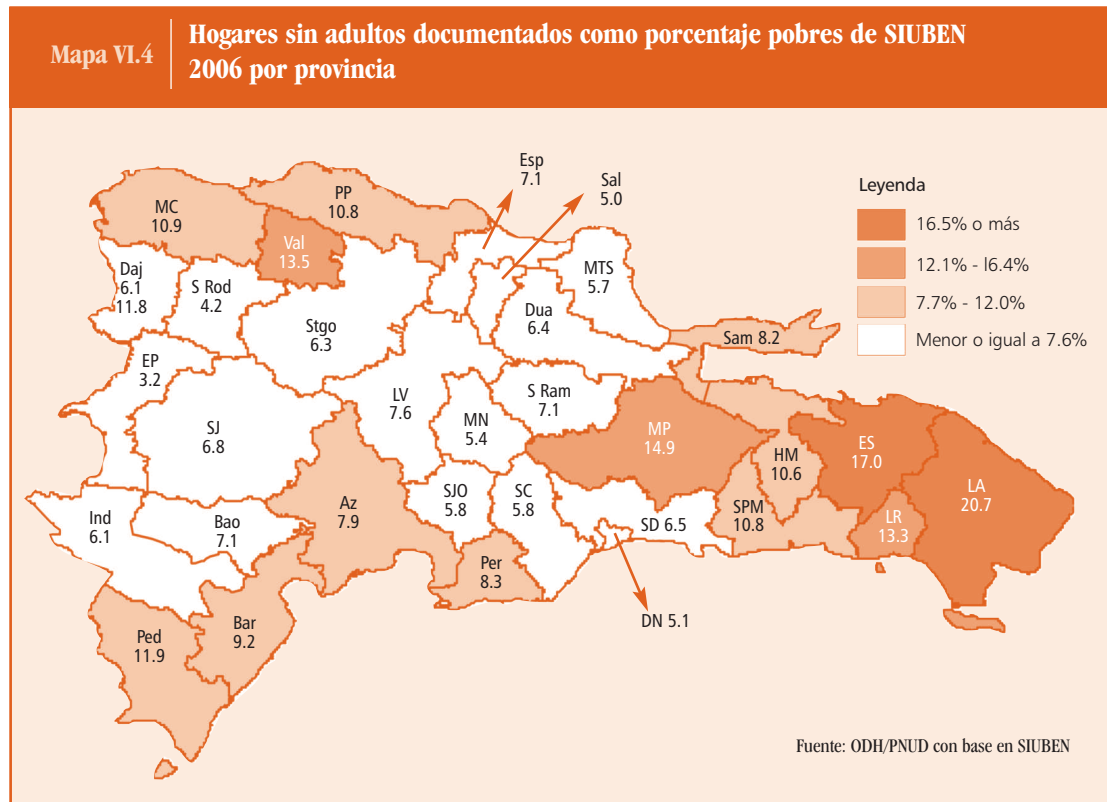 Mapa VI.4
Hogares sin adultos documentados como porcentaje pobres de SIUBEN
2006 por provincia
Esp
7.1
Sal
5.0
Leyenda
16.5% o más
12.1% - l6.4%
7.7% - 12.0%
Menor o igual a 7.6%
MC
10.9
PP
10.8
Val
13.5
Daj
6.1
11.8
S Rod
4.2
Stgo
6.3
MTS
5.7
Dua
6.4
Sam 8.2
EP
3.2
SJ
6.8
LV
7.6
MN
5.4
S Ram
7.1
MP
14.9
HM
10.6
ES
17.0
LA
20.7
LR
13.3
SPM
10.8
SD 6.5
DN 5.1
SC
5.8
SJO
5.8
Per
8.3
Az
7.9
Ind
6.1
Bao
7.1
Bar
9.2
Ped
11.9
Fuente: ODH/PNUD con base en SIUBEN